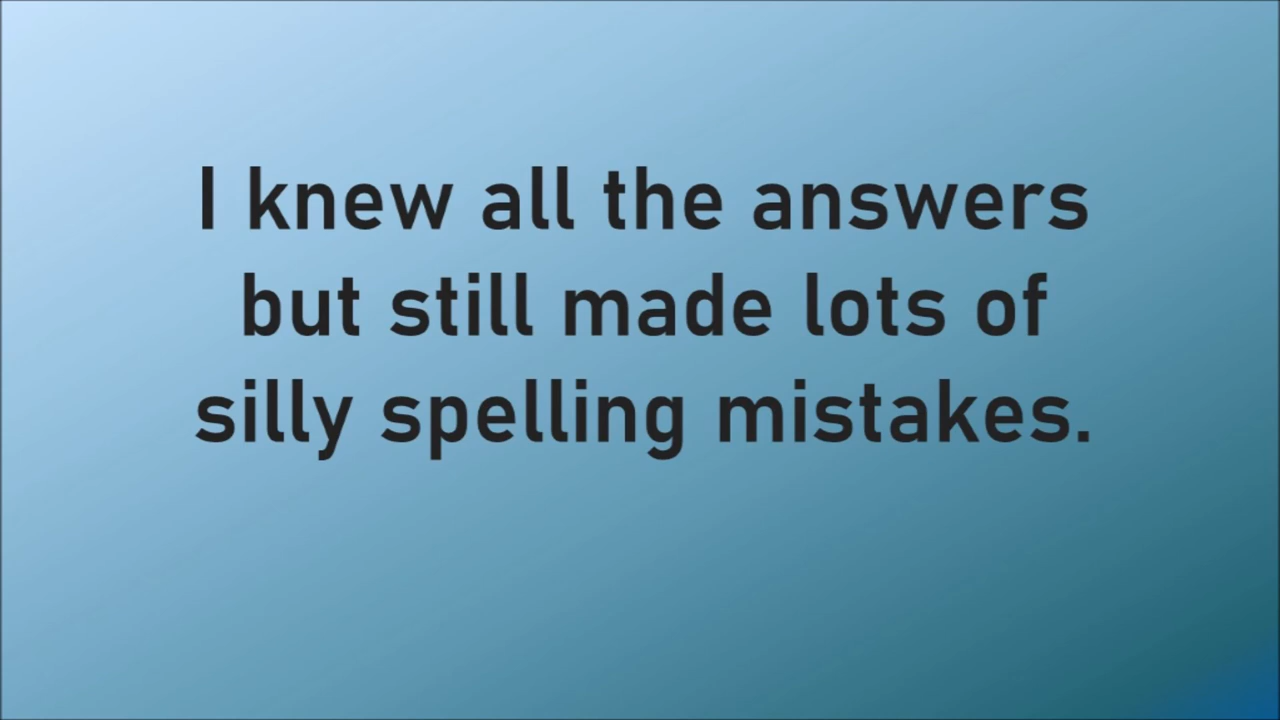 I knew all the answers
but still made lots of
silly spelling mistakes.